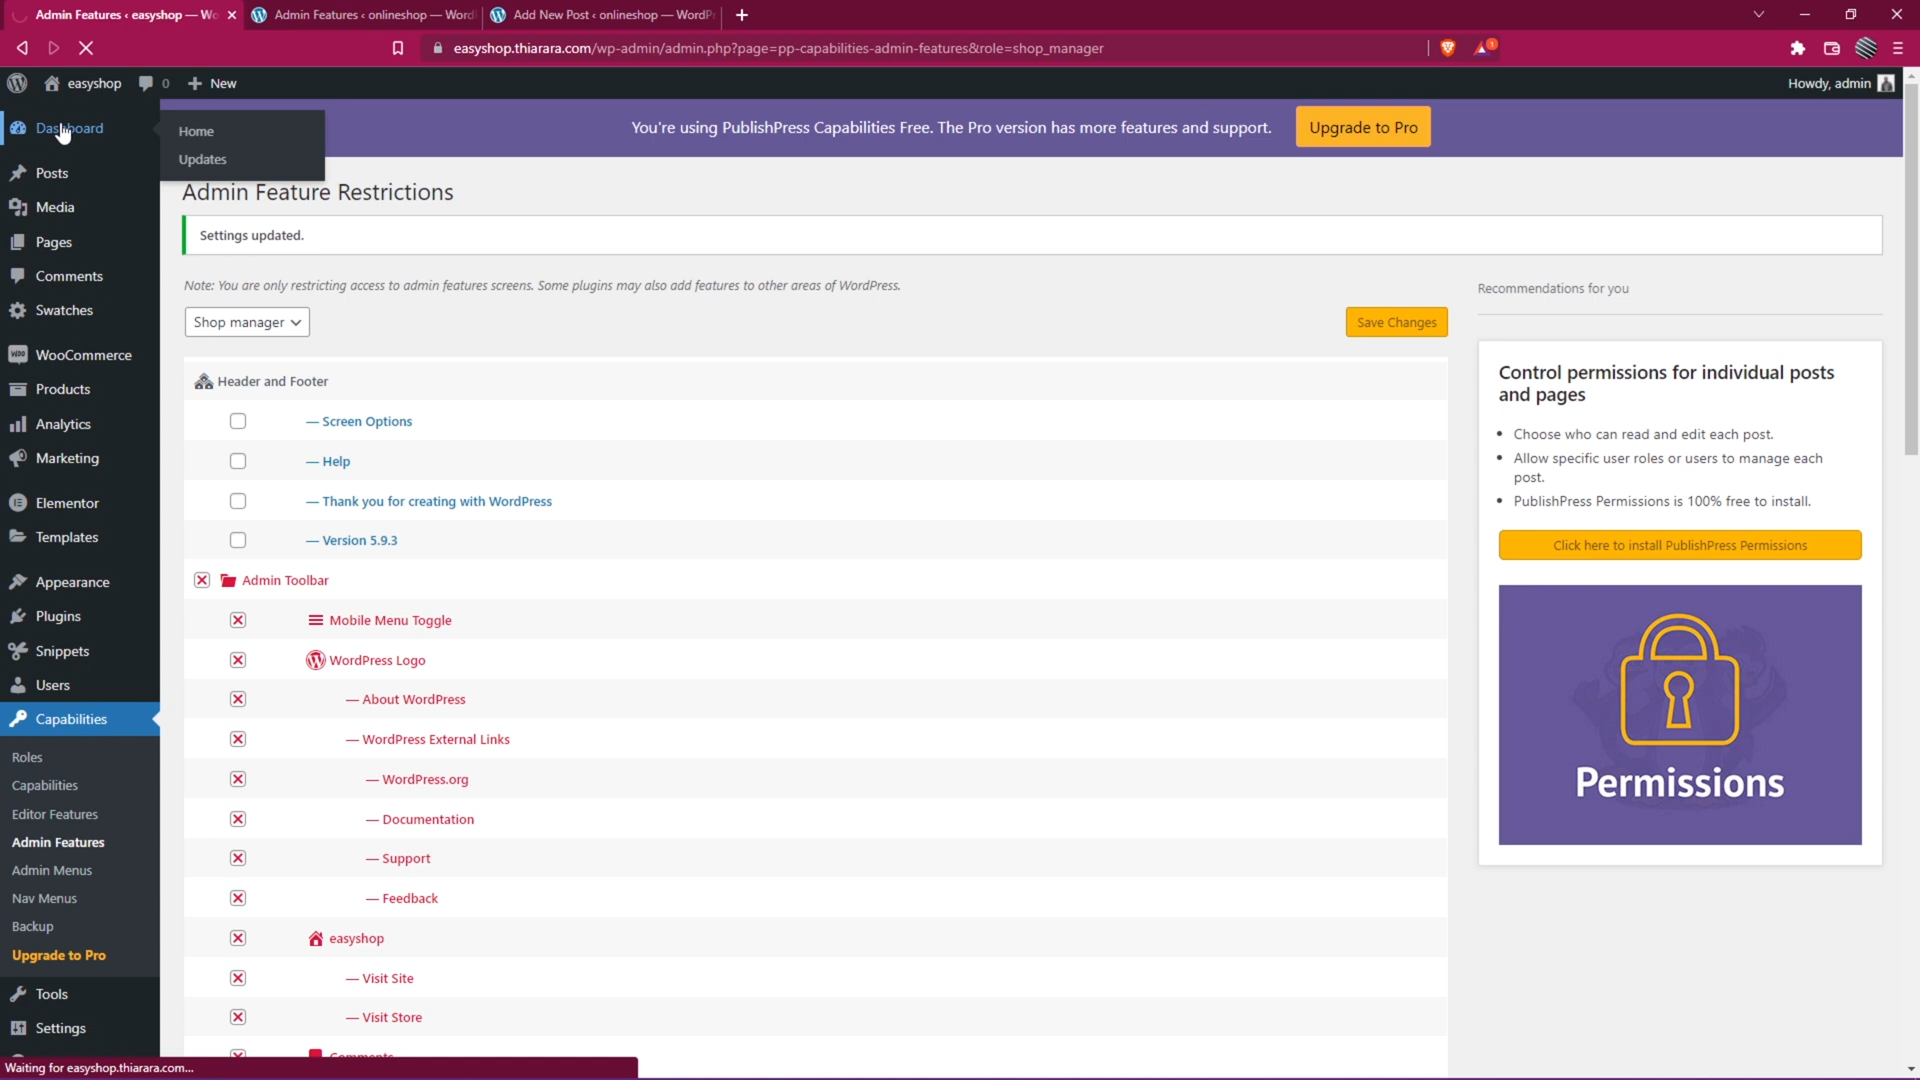 Admin Features ‹ easyshop — Wo
Admin Features ‹ onlineshop — Word
Add New Post ‹ onlineshop — WordPr
easyshop.thiarara.com/wp-admin/admin.php?page=pp-capabilities-admin-features&role=shop_manager
1
easyshop
0
New
Howdy, admin
Dashboard
Home
Updates
You're using PublishPress Capabilities Free. The Pro version has more features and support.
Upgrade to Pro
Posts
Media
Pages
Comments
Swatches
WooCommerce
Products
Analytics
Marketing
Elementor
Templates
Appearance
Plugins
Snippets
Users
Capabilities
Roles
Capabilities
Editor Features
Admin Features
Admin Menus
Nav Menus
Backup
Upgrade to Pro
Tools
Settings
Admin Feature Restrictions
Settings updated.
Note: You are only restricting access to admin features screens. Some plugins may also add features to other areas of WordPress.
Shop manager
Save Changes
Header and Footer
— Screen Options
— Help
— Thank you for creating with WordPress
— Version 5.9.3
Admin Toolbar
Mobile Menu Toggle
WordPress Logo
— About WordPress
— WordPress External Links
— WordPress.org
— Documentation
— Support
— Feedback
easyshop
— Visit Site
— Visit Store
Comments
Recommendations for you
Control permissions for individual posts
and pages
• Choose who can read and edit each post.
• Allow specific user roles or users to manage each
post.
• PublishPress Permissions is 100% free to install.
Click here to install PublishPress Permissions
Permissions
Waiting for easyshop.thiarara.com...